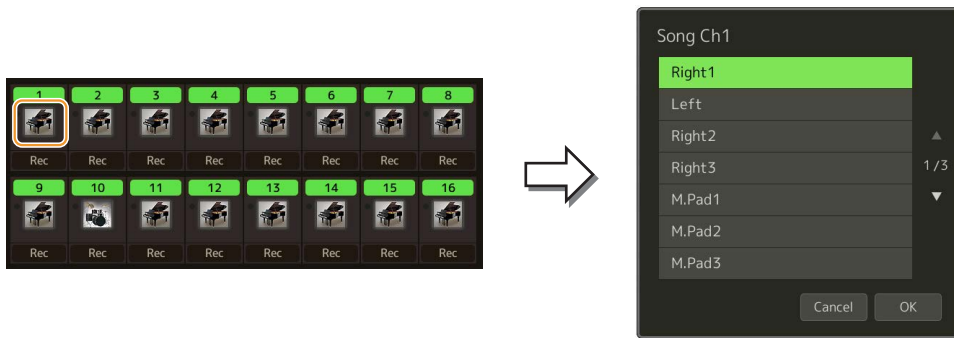 1 2 3 4 5 6 7 8
Rec Rec Rec Rec Rec Rec Rec Rec
9 10 11 12 13 14 15 16
Rec Rec Rec Rec Rec Rec Rec Rec
Song Ch1
Right1
Left
Right2
Right3
1/3
M.Pad1
M.Pad2
M.Pad3
Cancel OK